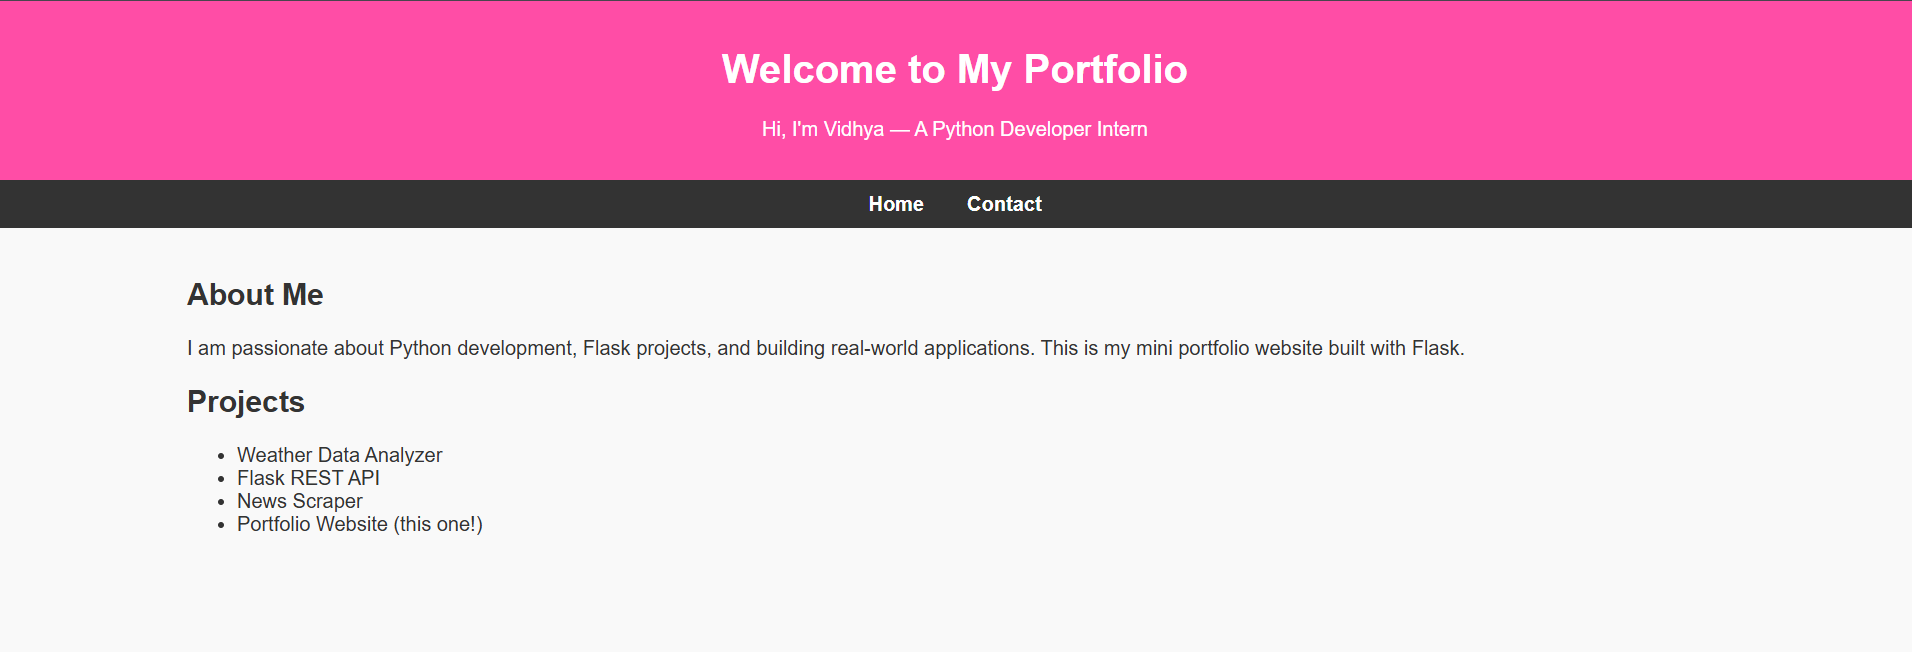 Welcome to My Portfolio
Hi, I'm Vidhya — A Python Developer Intern
Home Contact
About Me
I am passionate about Python development, Flask projects, and building real-world applications. This is my mini portfolio website built with Flask.
Projects
• Weather Data Analyzer
• Flask REST API
• News Scraper
• Portfolio Website (this one!)